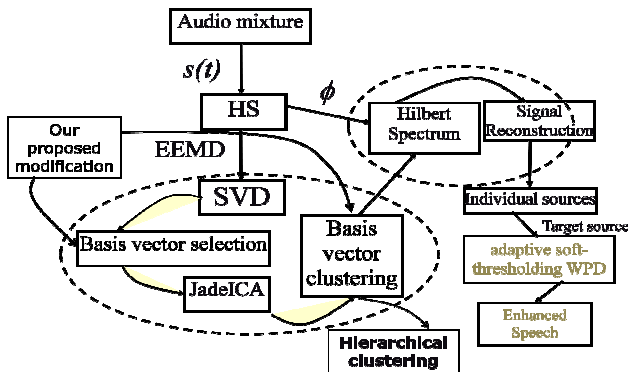 Audio mixture
s(t)
HS
ϕ
Hilbert
Spectrum
Signal
Reconstruction
Our
proposed
modification
EEMD
SVD
Basis vector selection
JadeICA
Basis
vector
clustering
Hierarchical
clustering
Individual sources
Target source
adaptive soft-
thresholding WPD
Enhanced
Speech